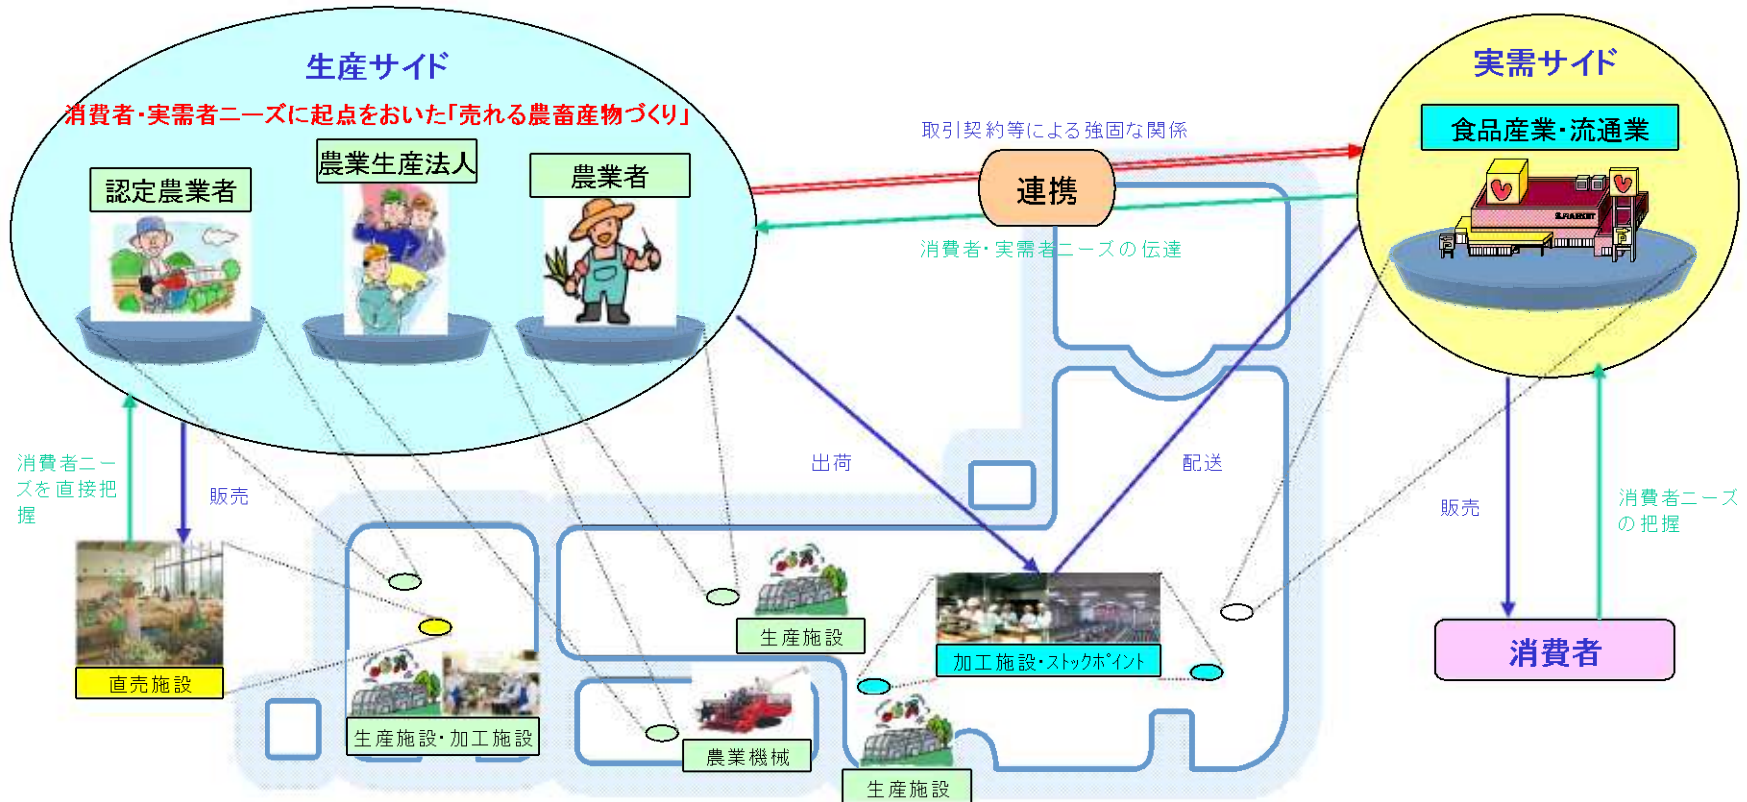 生産サイド
消費者・実需者ニーズに起点をおいた「売れる農畜産物づくり」
認定農業者
農業生産法人
農業者
取引契約等による強固な関係
連携
消費者・実需者ニーズの伝達
実需サイド
食品産業・流通業
S.MARKET
消費者ニー
ズを直接把
握
販売
出荷
配送
販売
消費者ニーズ
の把握
直売施設
生産施設・加工施設
生産施設
農業機械
加工施設・ストックポイント
生産施設
消費者